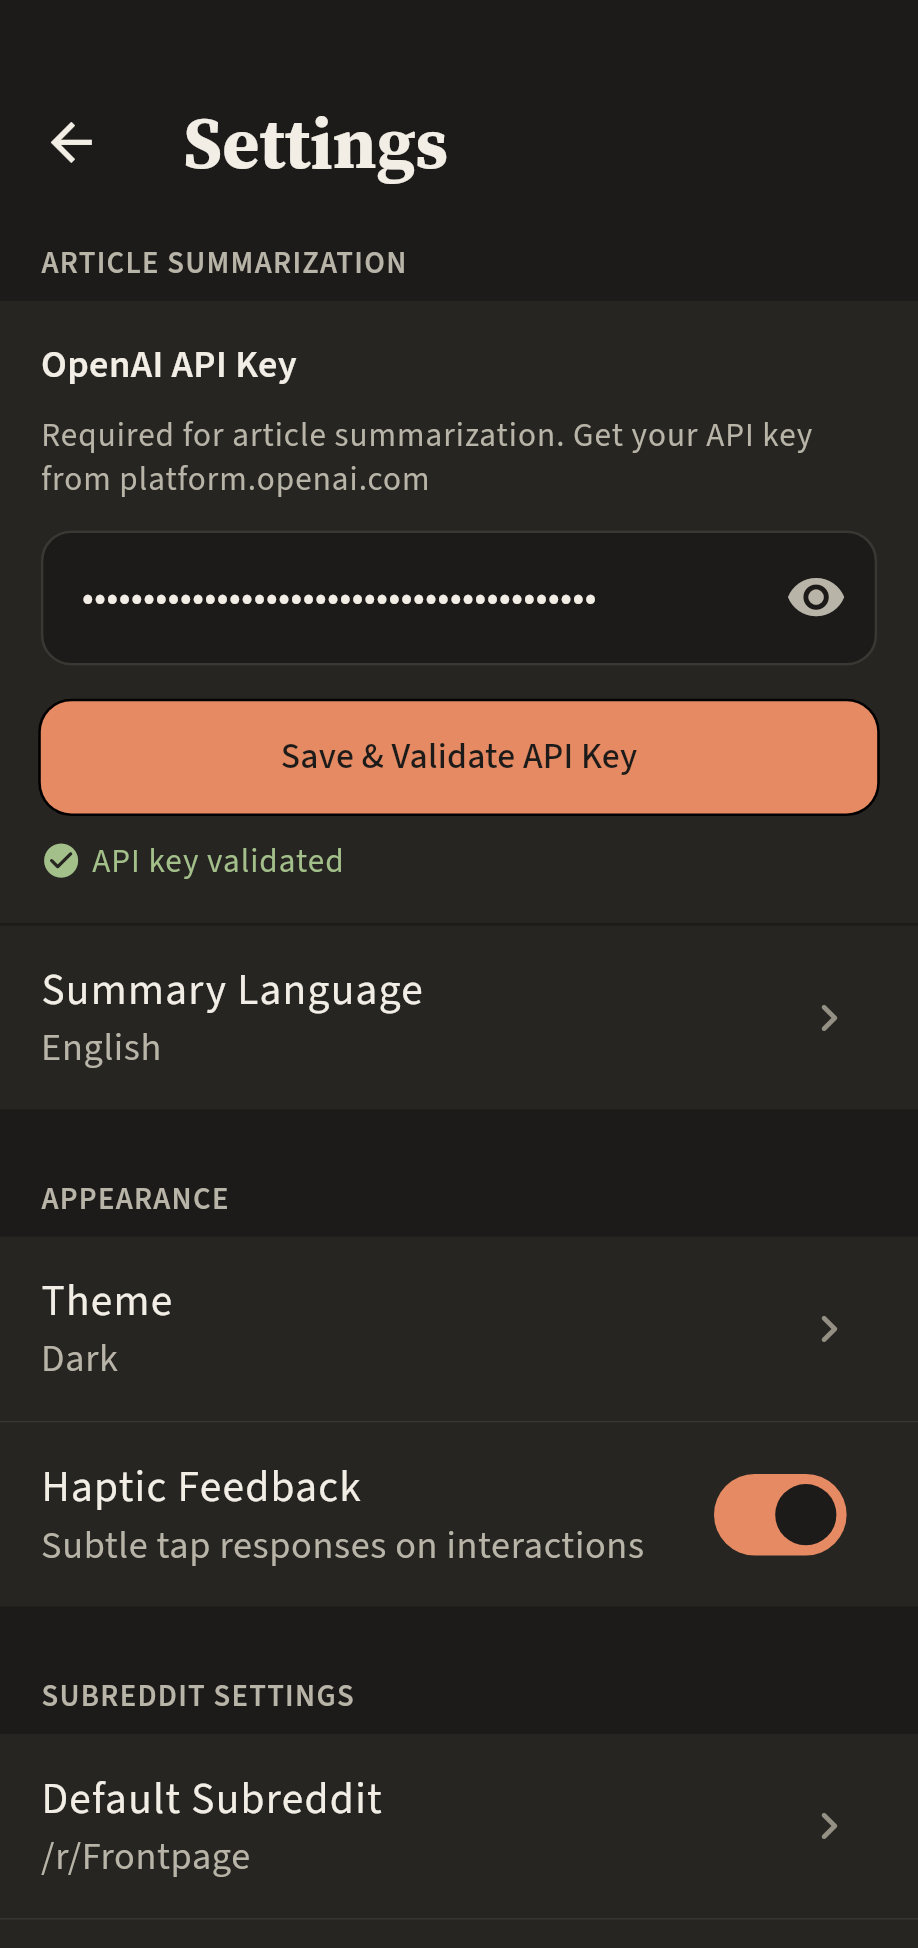 Settings
ARTICLE SUMMARIZATION
OpenAI API Key
Required for article summarization. Get your API key
from platform.openai.com
••••••••••••••••••••••••••••••••••••••••••
Save & Validate API Key
API key validated
Summary Language
English
APPEARANCE
Theme
Dark
Haptic Feedback
Subtle tap responses on interactions
SUBREDDIT SETTINGS
Default Subreddit
/r/Frontpage